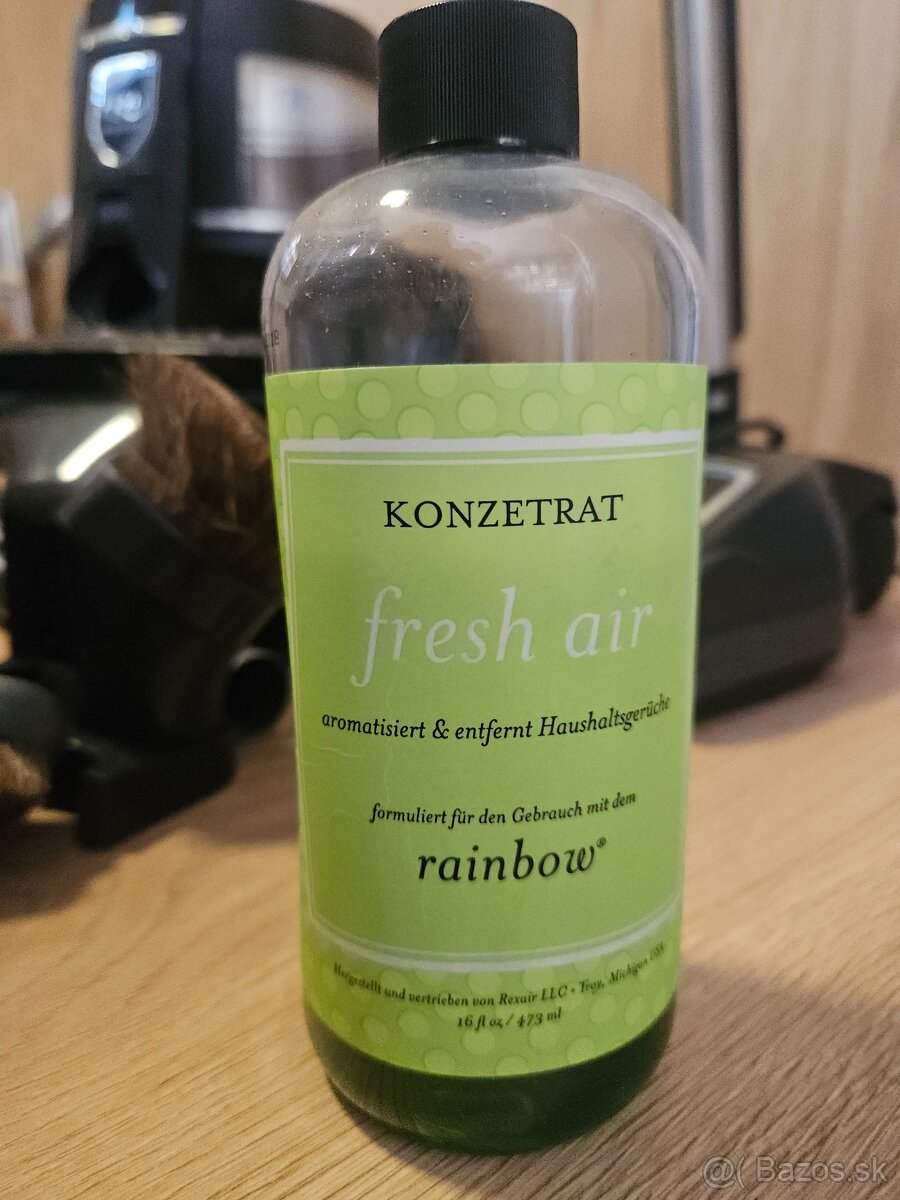 KONZETRAT
fresh air
aromatisiert & entfernt Haushaltsgerüche
formuliert für den Gebrauch mit dem
rainbow®
Hergestellt und vertrieben von Rexair LLC • Troy, Michigan USA
16 fl oz / 473 ml
@( Bazos.sk